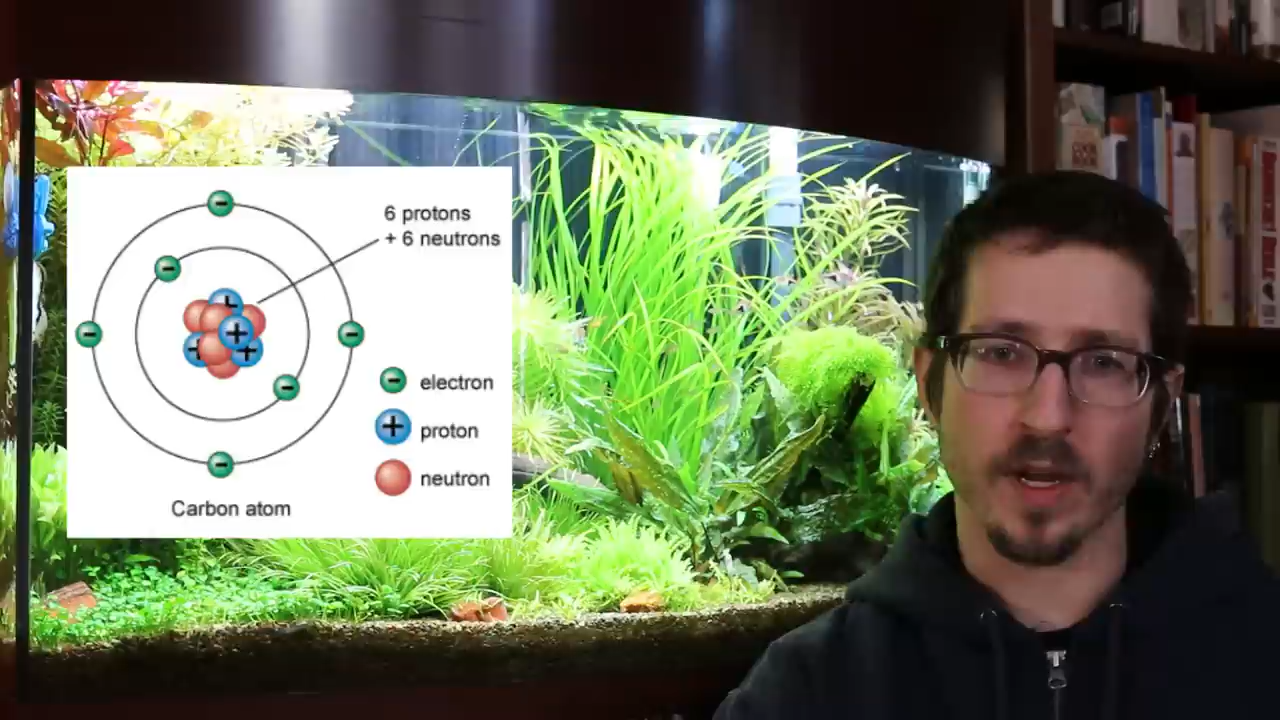 6 protons
+ 6 neutrons
electron
proton
neutron
Carbon atom